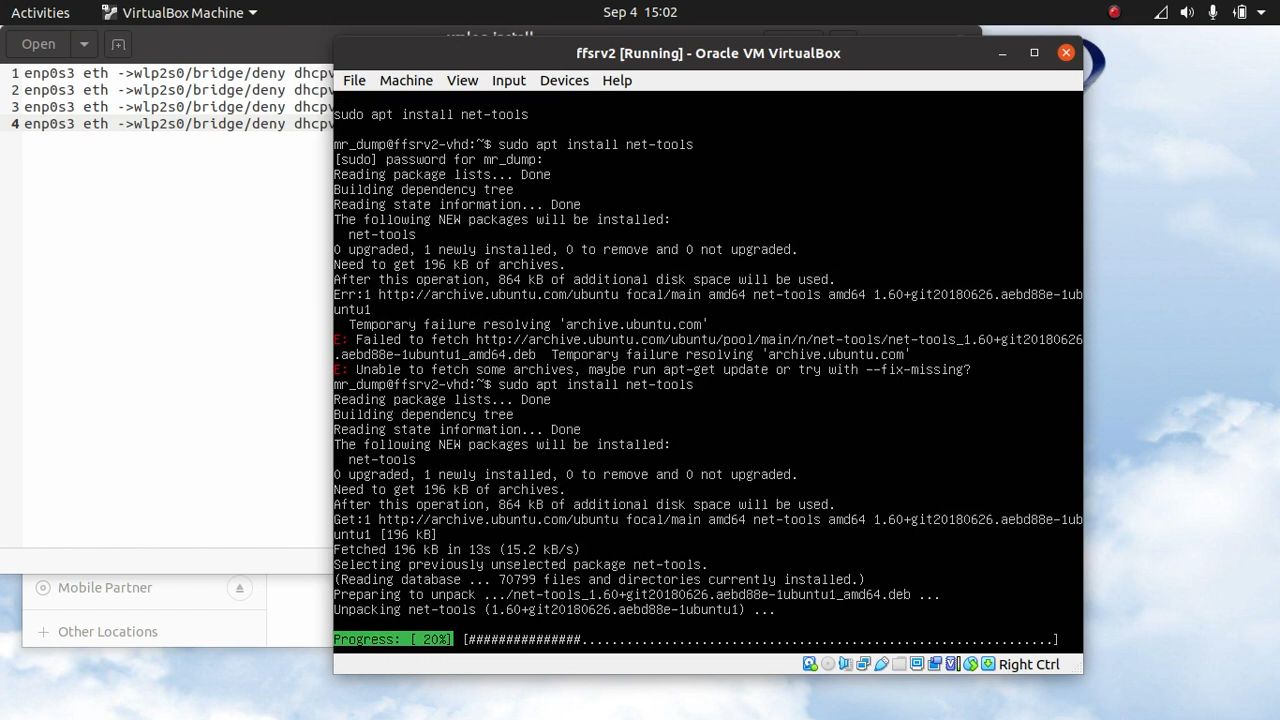 Activities
VirtualBox Machine
Sep 4 15:02
Open
1 enp0s3 eth ->wlp2s0/bridge/deny dhcpv
2 enp0s3 eth ->wlp2s0/bridge/deny dhcpv
3 enp0s3 eth ->wlp2s0/bridge/deny dhcpv
4 enp0s3 eth ->wlp2s0/bridge/deny dhcpv
Mobile Partner
Other Locations
ffsrv2 [Running] - Oracle VM VirtualBox
File Machine View Input Devices Help
sudo apt install net-tools
mr_dump@ffsrv2-vhd:~$ sudo apt install net-tools
[sudo] password for mr_dump:
Reading package lists... Done
Building dependency tree
Reading state information... Done
The following NEW packages will be installed:
net-tools
0 upgraded, 1 newly installed, 0 to remove and 0 not upgraded.
Need to get 196 kB of archives.
After this operation, 864 kB of additional disk space will be used.
Err:1 http://archive.ubuntu.com/ubuntu focal/main amd64 net-tools amd64 1.60+git20180626.aebd88e-1ub
untu1
Temporary failure resolving 'archive.ubuntu.com'
E: Failed to fetch http://archive.ubuntu.com/ubuntu/pool/main/n/net-tools/net-tools_1.60+git20180626
.aebd88e-1ubuntu1_amd64.deb  Temporary failure resolving 'archive.ubuntu.com'
E: Unable to fetch some archives, maybe run apt-get update or try with --fix-missing?
mr_dump@ffsrv2-vhd:~$ sudo apt install net-tools
Reading package lists... Done
Building dependency tree
Reading state information... Done
The following NEW packages will be installed:
net-tools
0 upgraded, 1 newly installed, 0 to remove and 0 not upgraded.
Need to get 196 kB of archives.
After this operation, 864 kB of additional disk space will be used.
Get:1 http://archive.ubuntu.com/ubuntu focal/main amd64 net-tools amd64 1.60+git20180626.aebd88e-1ub
untu1 [196 kB]
Fetched 196 kB in 13s (15.2 kB/s)
Selecting previously unselected package net-tools.
(Reading database ... 70799 files and directories currently installed.)
Preparing to unpack .../net-tools_1.60+git20180626.aebd88e-1ubuntu1_amd64.deb ...
Unpacking net-tools (1.60+git20180626.aebd88e-1ubuntu1) ...
Progress: [ 20%] [###############................................................................]
Right Ctrl